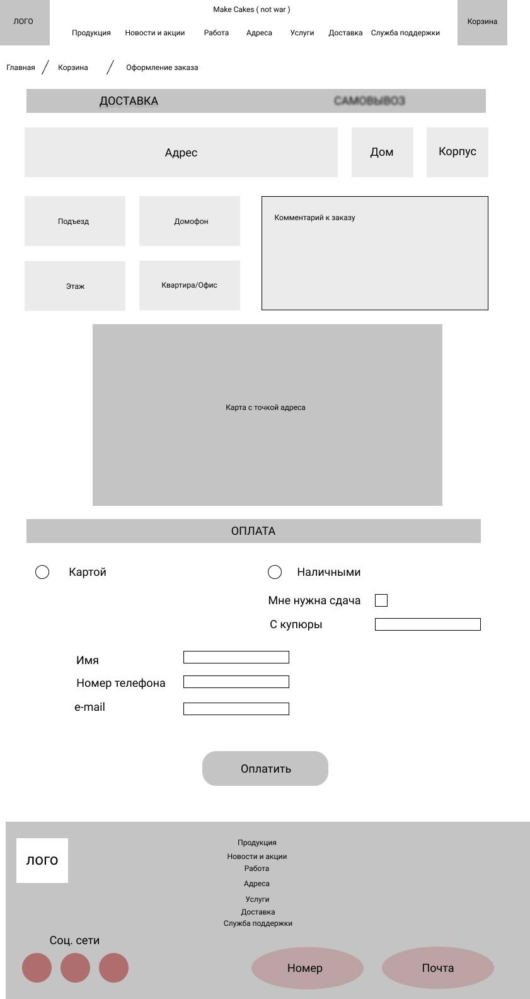 Make Cakes ( not war )
ЛОГО
Корзина
Продукция Новости и акции Работа Адреса Услуги Доставка Служба поддержки
Главная / Корзина / Оформление заказа
ДОСТАВКА САМОВЫВОЗ
Адрес Дом Корпус
Подъезд Домофон
Комментарий к заказу
Этаж Квартира/Офис
Карта с точкой адреса
ОПЛАТА
Картой Наличными
Мне нужна сдача
С купюры
Имя
Номер телефона
e-mail
Оплатить
ЛОГО
Продукция
Новости и акции
Работа
Адреса
Услуги
Доставка
Служба поддержки
Соц. сети
Номер Почта